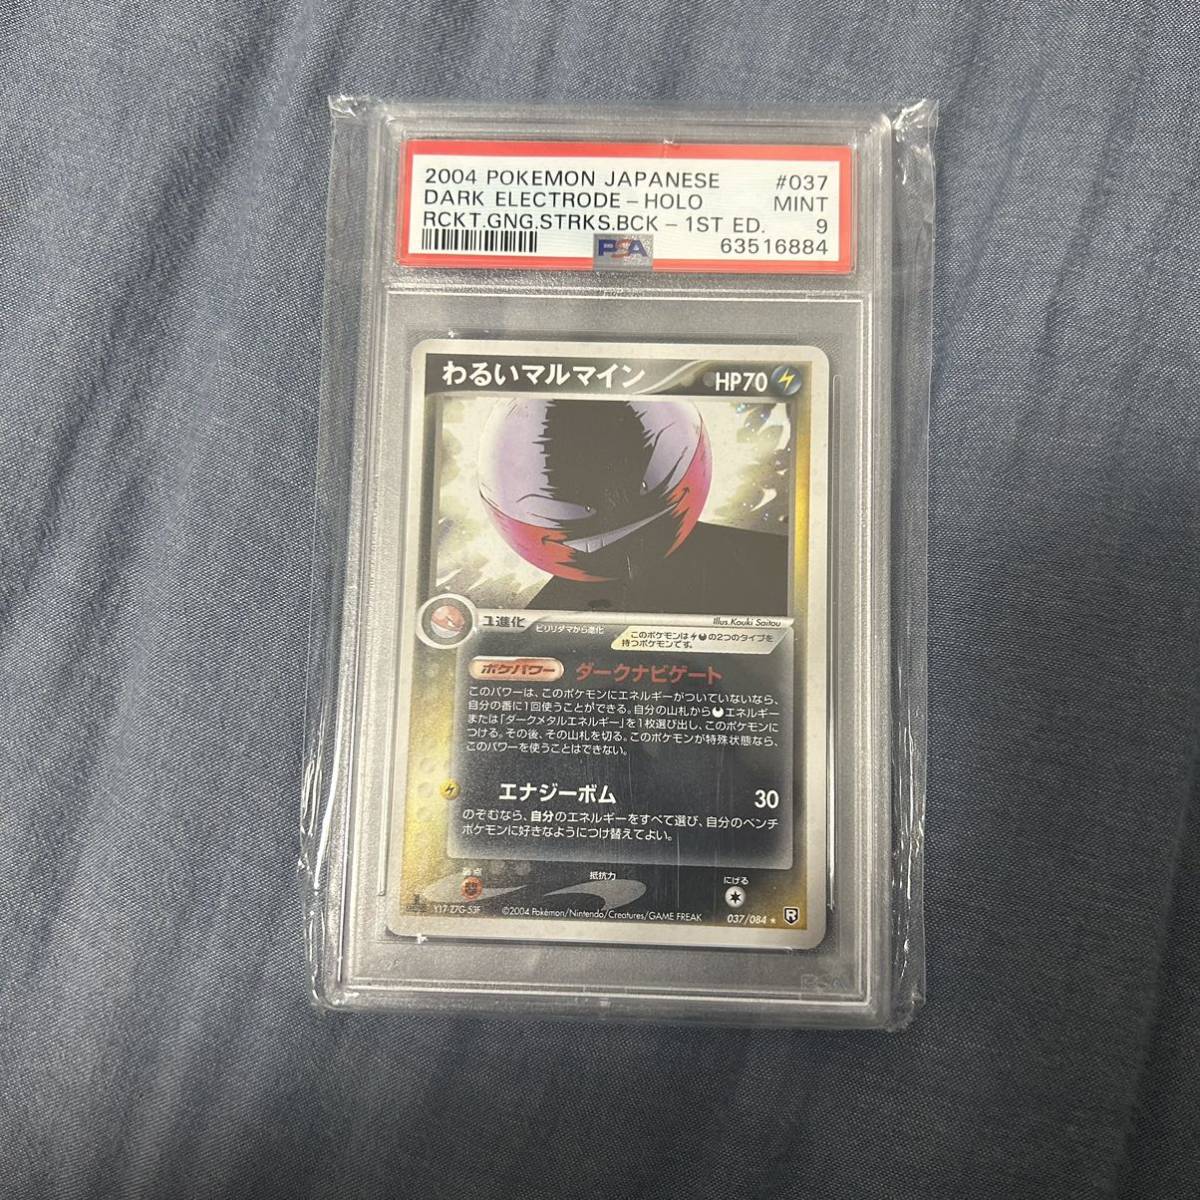 2004 POKEMON JAPANESE #037
DARK ELECTRODE-HOLO MINT
RCKT.GNG.STRKS.BCK-1ST ED. 9
PSA 63516884
わるいマルマイン HP70
Illus.Kouki Saitou
1進化 ビリリダマから進化
このポケモンは の2つのタイプを
持つポケモンです。
ポケパワー ダークナビゲート
このパワーは、このポケモンにエネルギーがついていないなら、
自分の番に1回使うことができる。自分の山札から エネルギー
または「ダークメタルエネルギー」を1枚選び出し、このポケモンに
つける。その後、その山札を切る。このポケモンが特殊状態なら、
このパワーを使うことはできない。
エナジーボム 30
のぞむなら、自分のエネルギーをすべて選び、自分のベンチ
ポケモンに好きなようにつけ替えてよい。
弱点 抵抗力 にげる
©2004 Pokémon/Nintendo/Creatures/GAME FREAK 037/084 ★ R